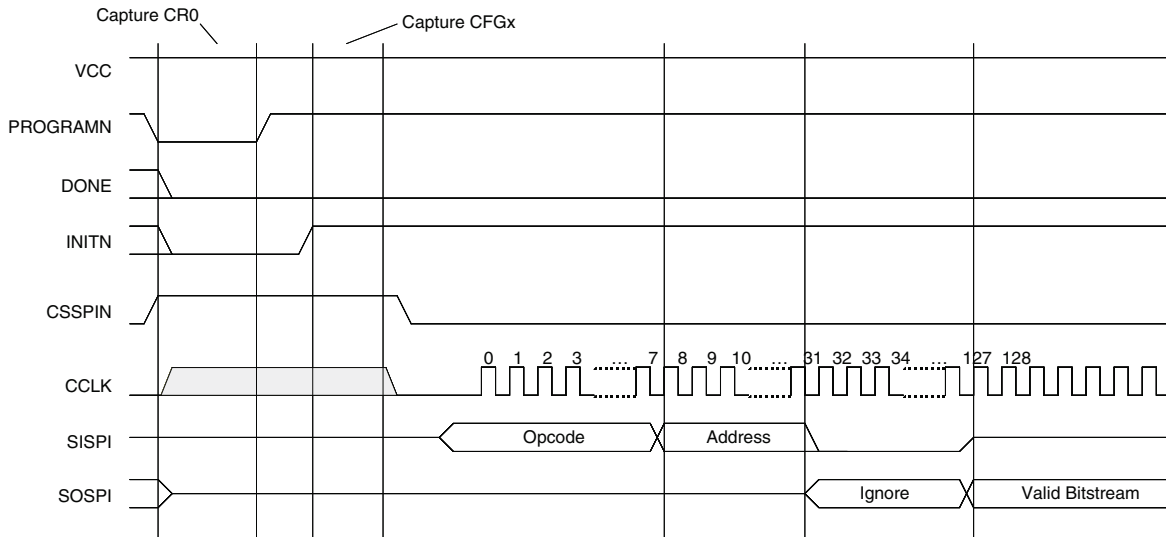 Capture CR0
Capture CFGx
VCC
PROGRAMN
DONE
INITN
CSSPIN
0 1 2 3 ... 7 8 9 10 ... 31 32 33 34 ... 127 128
CCLK
SISPI Opcode Address
SOSPI Ignore Valid Bitstream